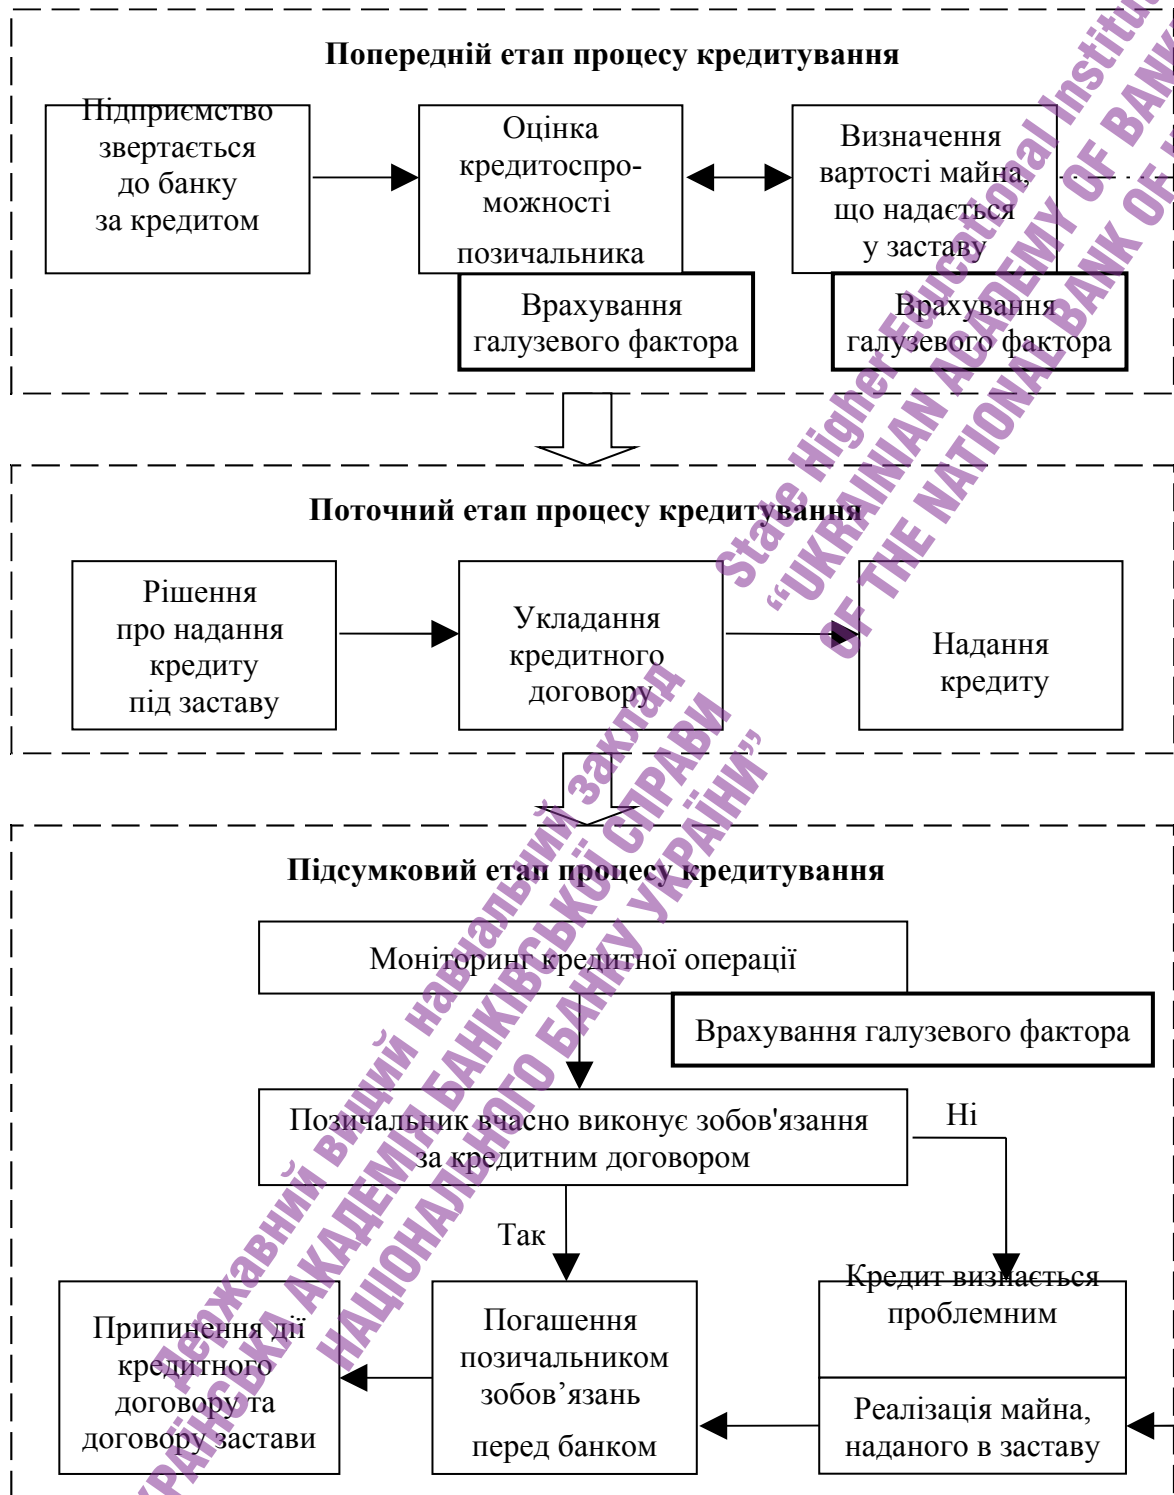 Попередній етап процесу кредитування
Підприємство
звертається
до банку
за кредитом
Оцінка
кредитоспро-
можності
позичальника
Визначення
вартості майна,
що надається
у заставу
Врахування
галузевого фактора
Врахування
галузевого фактора
Поточний етап процесу кредитування
Рішення
про надання
кредиту
під заставу
Укладання
кредитного
договору
Надання
кредиту
Підсумковий етап процесу кредитування
Моніторинг кредитної операції
Врахування галузевого фактора
Позичальник вчасно виконує зобов'язання
за кредитним договором
Ні
Так
Припинення дії
кредитного
договору та
договору застави
Погашення
позичальником
зобов’язань
перед банком
Кредит визнається
проблемним
Реалізація майна,
наданого в заставу
Державний вищий навчальний заклад
АКАДЕМІЯ БАНКІВСЬКОЇ СПРАВИ
НАЦІОНАЛЬНОГО БАНКУ УКРАЇНИ”
State Higher Educational
“UKRAINIAN ACADEMY OF
OF THE NATIONAL BANK OF